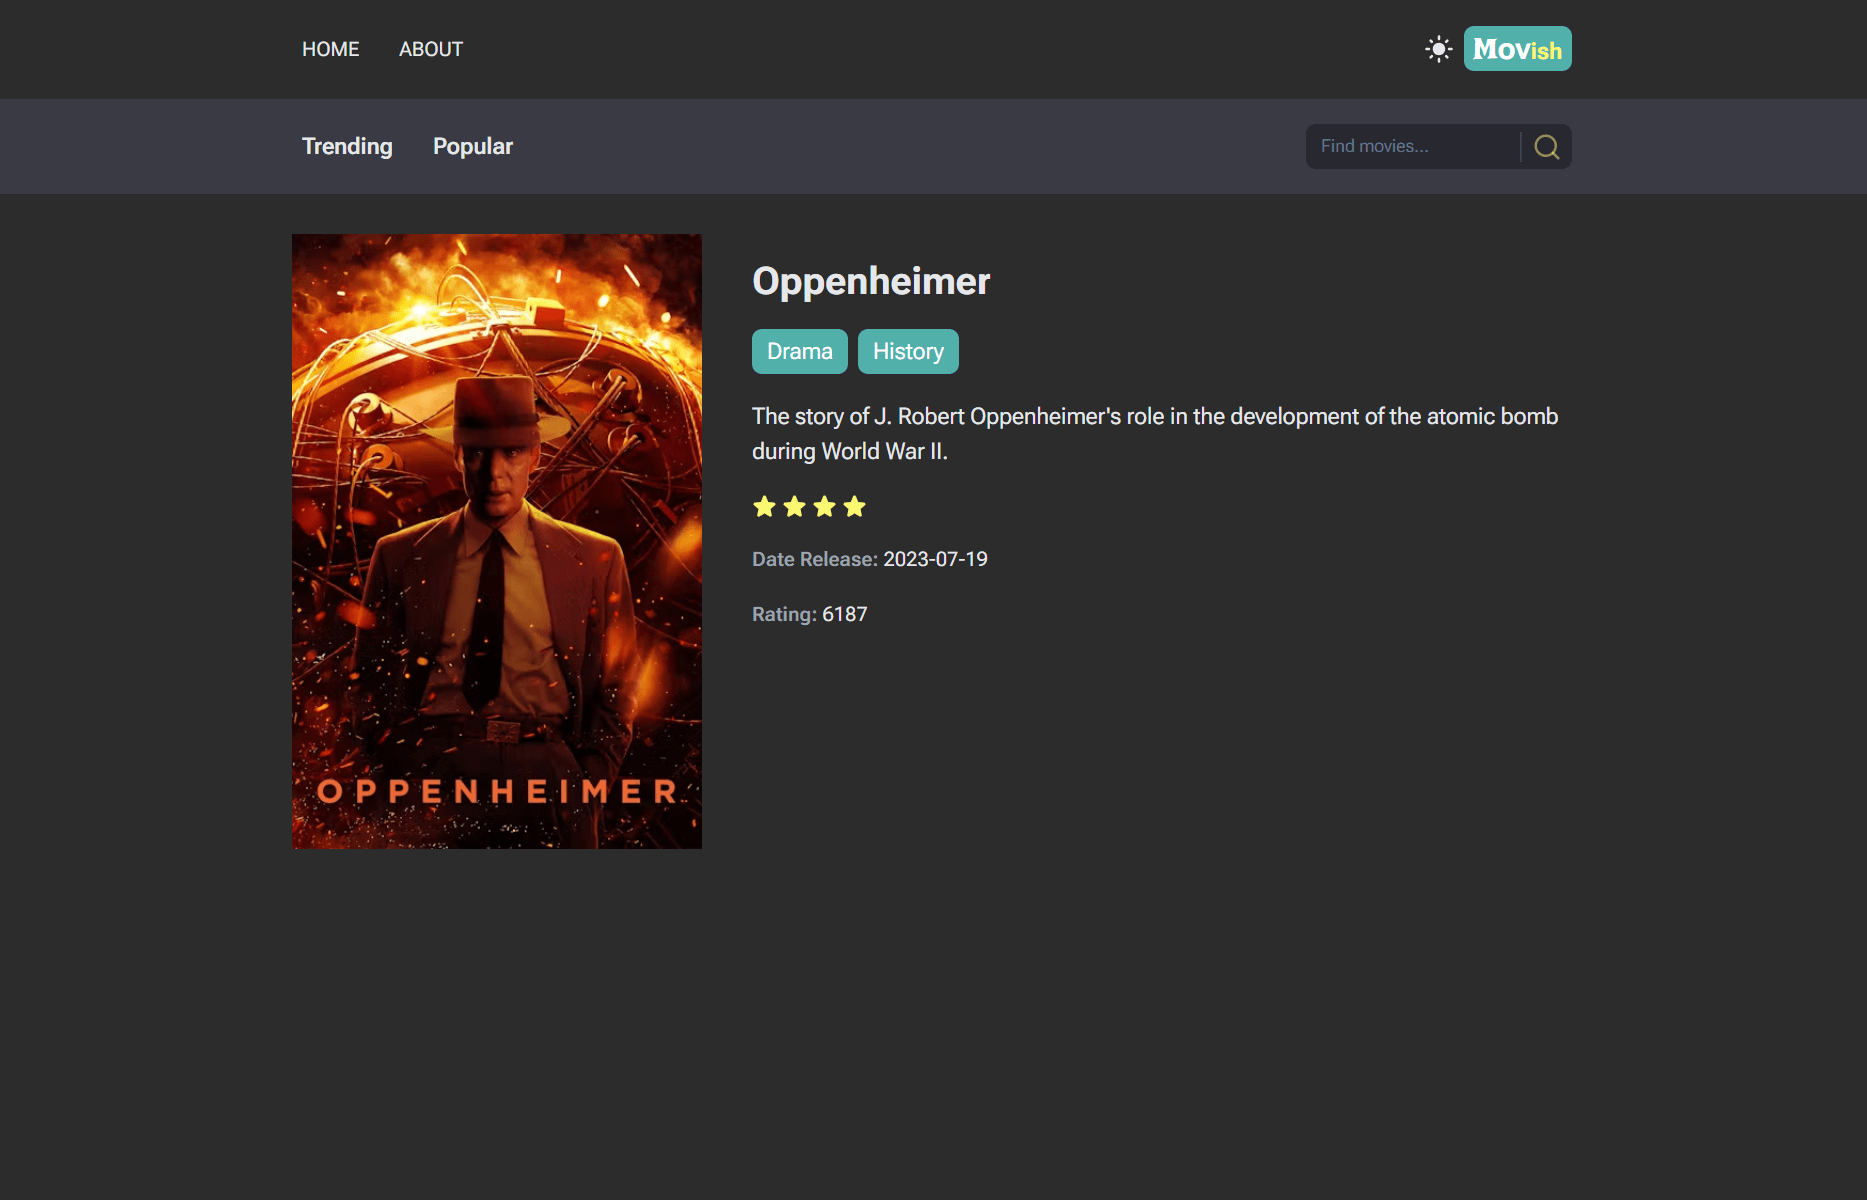 HOME
ABOUT
Movish
Trending
Popular
Find movies...
OPPENHEIMER
Oppenheimer
Drama
History
The story of J. Robert Oppenheimer's role in the development of the atomic bomb
during World War II.
Date Release: 2023-07-19
Rating: 6187